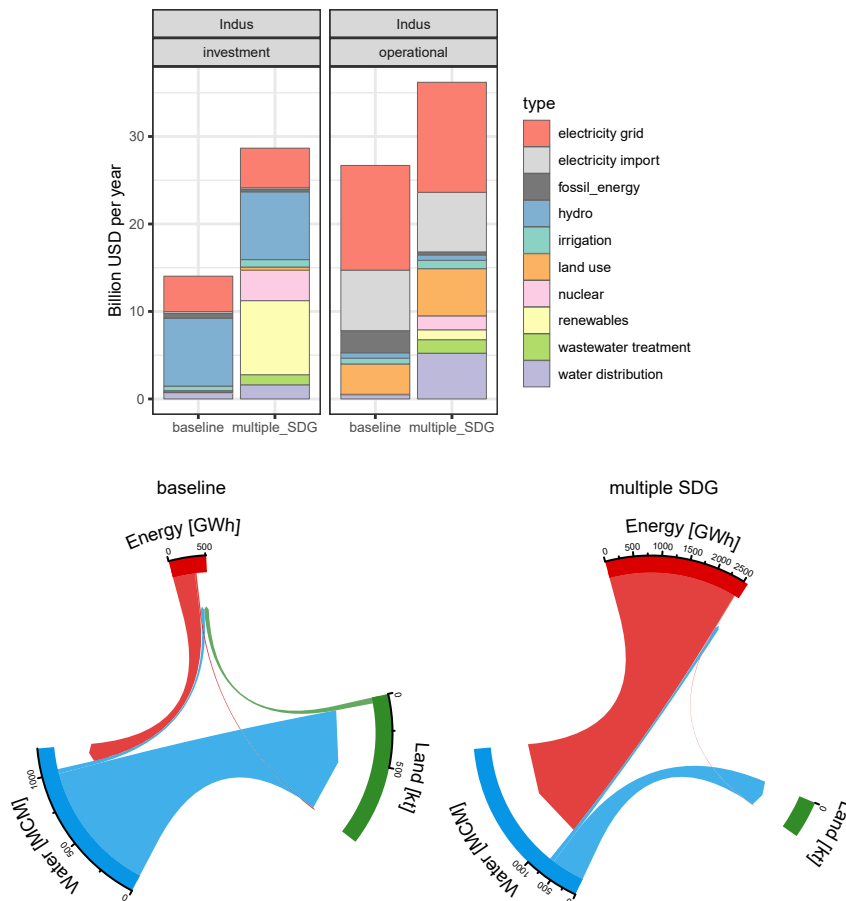 Indus
Indus
investment
operational
Billion USD per year
30
20
10
0
baseline
multiple_SDG
baseline
multiple_SDG
type
electricity grid
electricity import
fossil_energy
hydro
irrigation
land use
nuclear
renewables
wastewater treatment
water distribution
baseline
Energy [GWh]
0
500
0
500
Land [kt]
1000
500
0
Water [MCM]
multiple SDG
Energy [GWh]
0
500
1000
1500
2000
2500
0
Land [kt]
1000
500
0
Water [MCM]